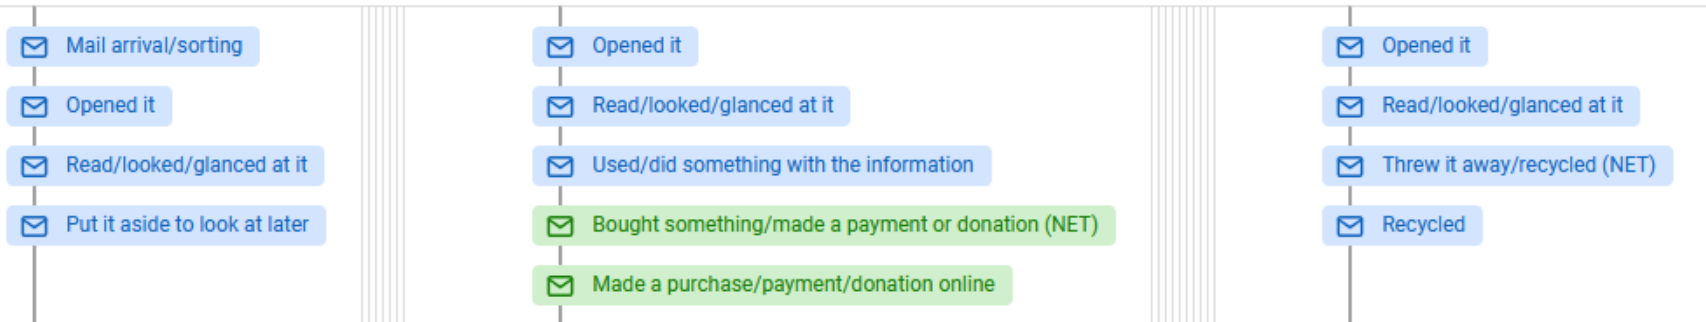 Mail arrival/sorting
Opened it
Read/looked/glanced at it
Put it aside to look at later
Opened it
Read/looked/glanced at it
Used/did something with the information
Bought something/made a payment or donation (NET)
Made a purchase/payment/donation online
Opened it
Read/looked/glanced at it
Threw it away/recycled (NET)
Recycled